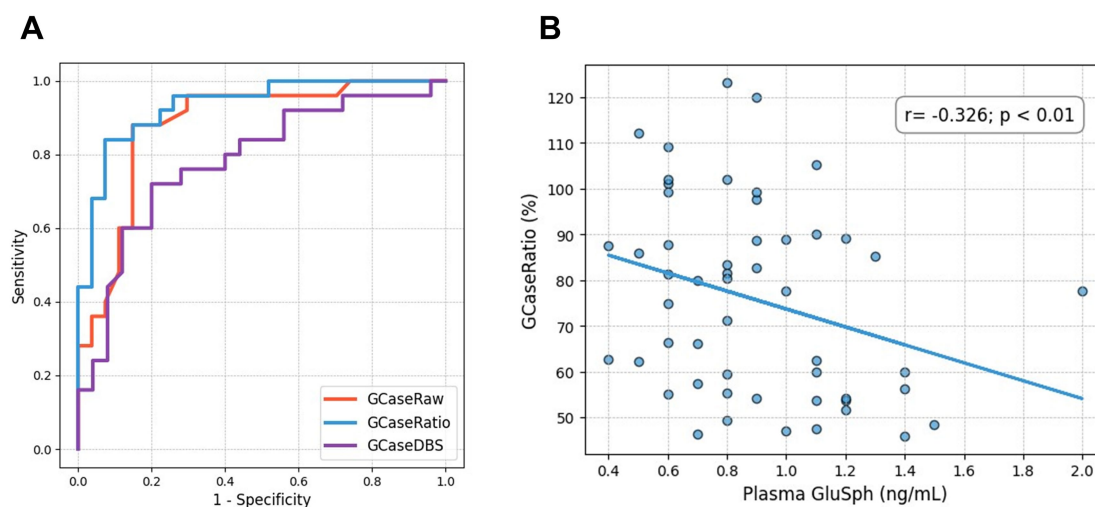 A
B
1.0
0.8
0.6
0.4
0.2
0.0
Sensitivity
0.0 0.2 0.4 0.6 0.8 1.0
1 - Specificity
GCaseRaw
GCaseRatio
GCaseDBS
120
110
100
90
80
70
60
50
GCaseRatio (%)
r= -0.326; p < 0.01
0.4 0.6 0.8 1.0 1.2 1.4 1.6 1.8 2.0
Plasma GluSph (ng/mL)